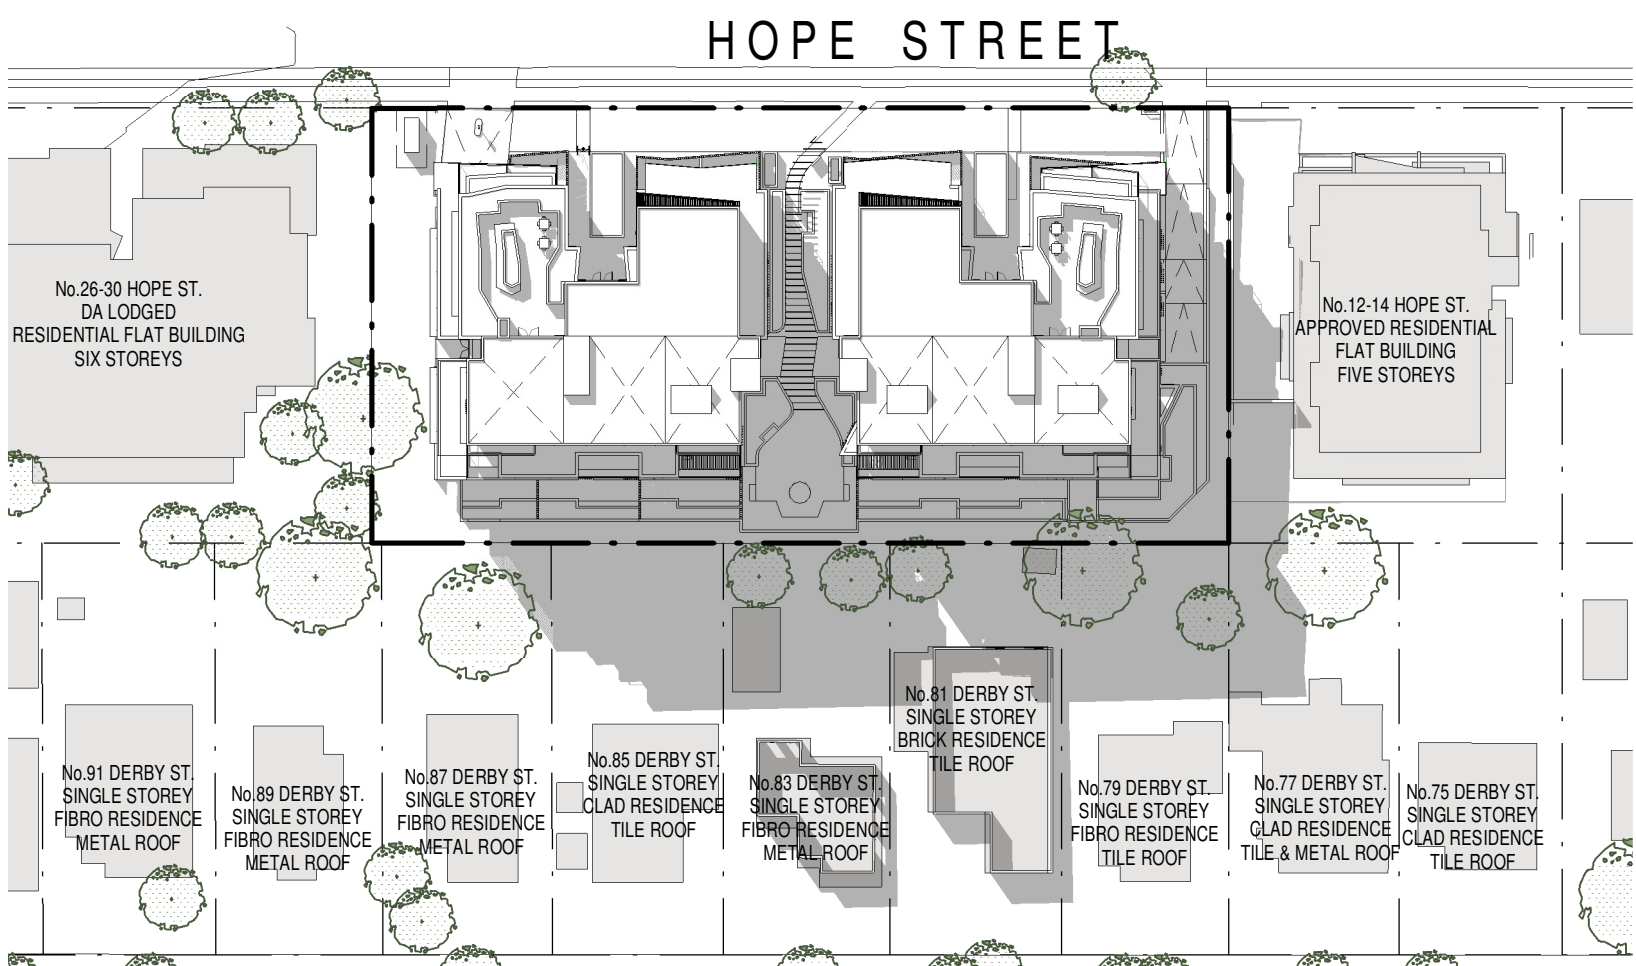 HOPE STREET
No.26-30 HOPE ST.
DA LODGED
RESIDENTIAL FLAT BUILDING
SIX STOREYS
No.12-14 HOPE ST.
APPROVED RESIDENTIAL
FLAT BUILDING
FIVE STOREYS
No.91 DERBY ST.
SINGLE STOREY
FIBRO RESIDENCE
METAL ROOF
No.89 DERBY ST.
SINGLE STOREY
FIBRO RESIDENCE
METAL ROOF
No.87 DERBY ST.
SINGLE STOREY
FIBRO RESIDENCE
METAL ROOF
No.85 DERBY ST.
SINGLE STOREY
CLAD RESIDENCE
TILE ROOF
No.83 DERBY ST.
SINGLE STOREY
FIBRO RESIDENCE
METAL ROOF
No.81 DERBY ST.
SINGLE STOREY
BRICK RESIDENCE
TILE ROOF
No.79 DERBY ST.
SINGLE STOREY
FIBRO RESIDENCE
TILE ROOF
No.77 DERBY ST.
SINGLE STOREY
CLAD RESIDENCE
TILE & METAL ROOF
No.75 DERBY ST.
SINGLE STOREY
CLAD RESIDENCE
TILE ROOF